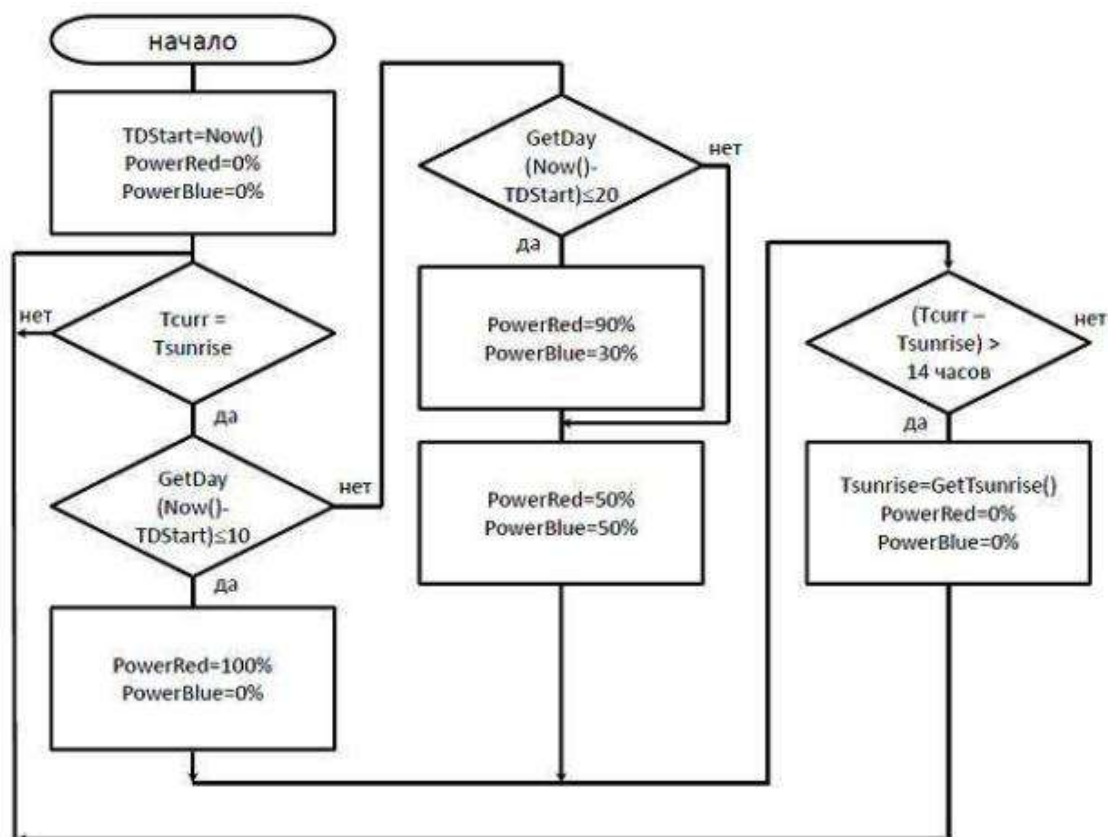 начало
TDStart=Now()
PowerRed=0%
PowerBlue=0%
нет
Tcurr =
Tsunrise
да
GetDay
(Now()-
TDStart)≤10
нет
да
PowerRed=100%
PowerBlue=0%
GetDay
(Now()-
TDStart)≤20
нет
да
PowerRed=90%
PowerBlue=30%
PowerRed=50%
PowerBlue=50%
(Tcurr –
Tsunrise) >
14 часов
нет
да
Tsunrise=GetTsunrise()
PowerRed=0%
PowerBlue=0%